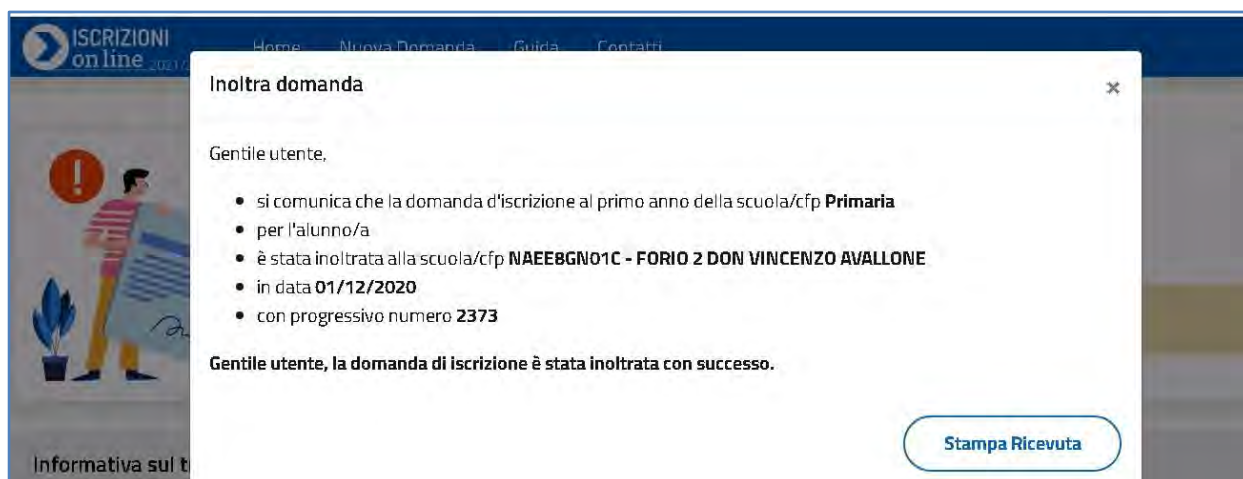 ISCRIZIONI
on line 2021/2
Home Nuova Domanda Guida Contatti
Inoltra domanda
×
Gentile utente,
• si comunica che la domanda d'iscrizione al primo anno della scuola/cfp Primaria
• per l'alunno/a
• è stata inoltrata alla scuola/cfp NAEE8GN01C - FORIO 2 DON VINCENZO AVALLONE
• in data 01/12/2020
• con progressivo numero 2373
Gentile utente, la domanda di iscrizione è stata inoltrata con successo.
Stampa Ricevuta
Informativa sul t